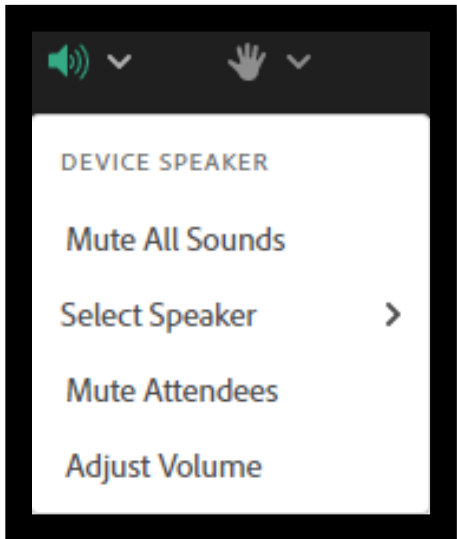 DEVICE SPEAKER
Mute All Sounds
Select Speaker
Mute Attendees
Adjust Volume